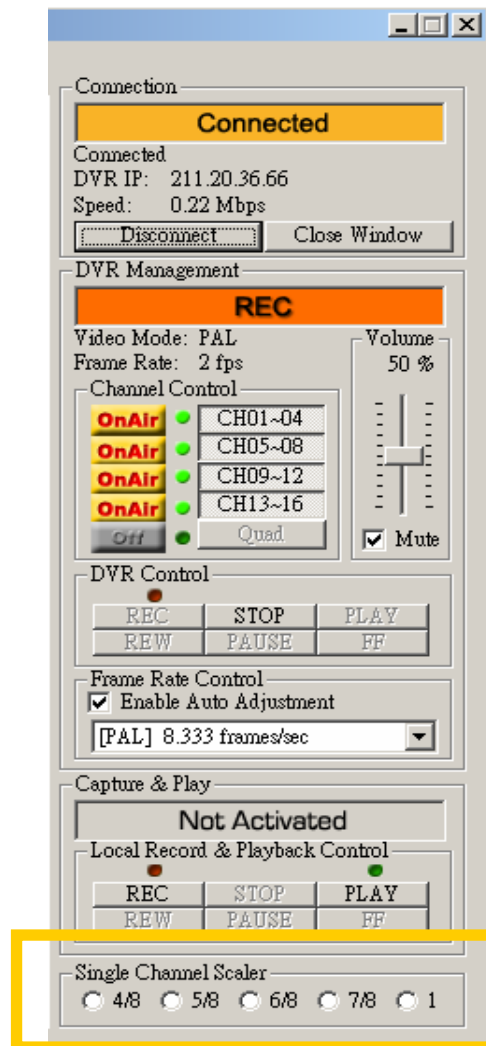 Connection
Connected
Connected
DVR IP: 211.20.36.66
Speed: 0.22 Mbps
Disconnect Close Window
DVR Management
REC
Video Mode: PAL
Frame Rate: 2 fps
Volume
50 %
Channel Control
OnAir CH01~04
OnAir CH05~08
OnAir CH09~12
OnAir CH13~16
Off Quad
Mute
DVR Control
REC STOP PLAY
REW PAUSE FF
Frame Rate Control
Enable Auto Adjustment
[PAL] 8.333 frames/sec
Capture & Play
Not Activated
Local Record & Playback Control
REC STOP PLAY
REW PAUSE FF
Single Channel Scaler
4/8 5/8 6/8 7/8 1